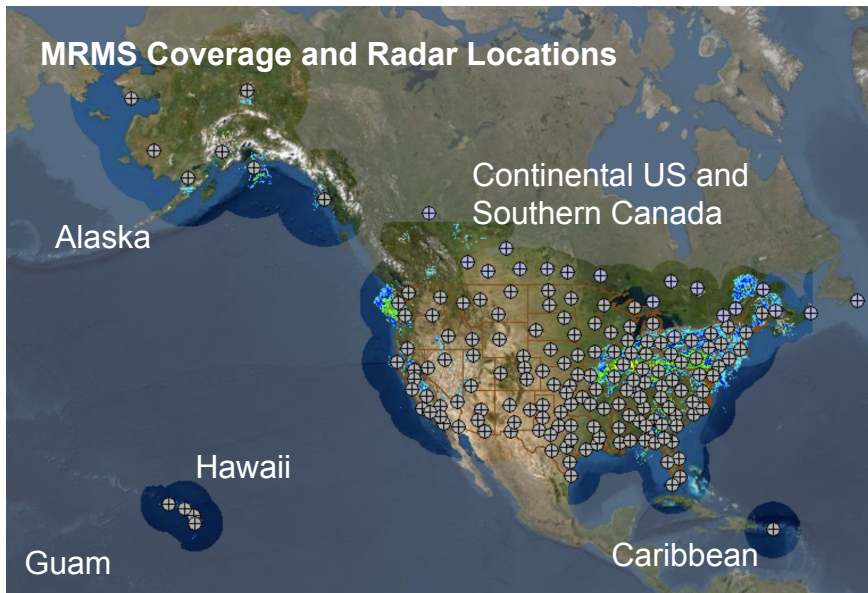 MRMS Coverage and Radar Locations
Continental US and
Southern Canada
Alaska
Hawaii
Guam
Caribbean